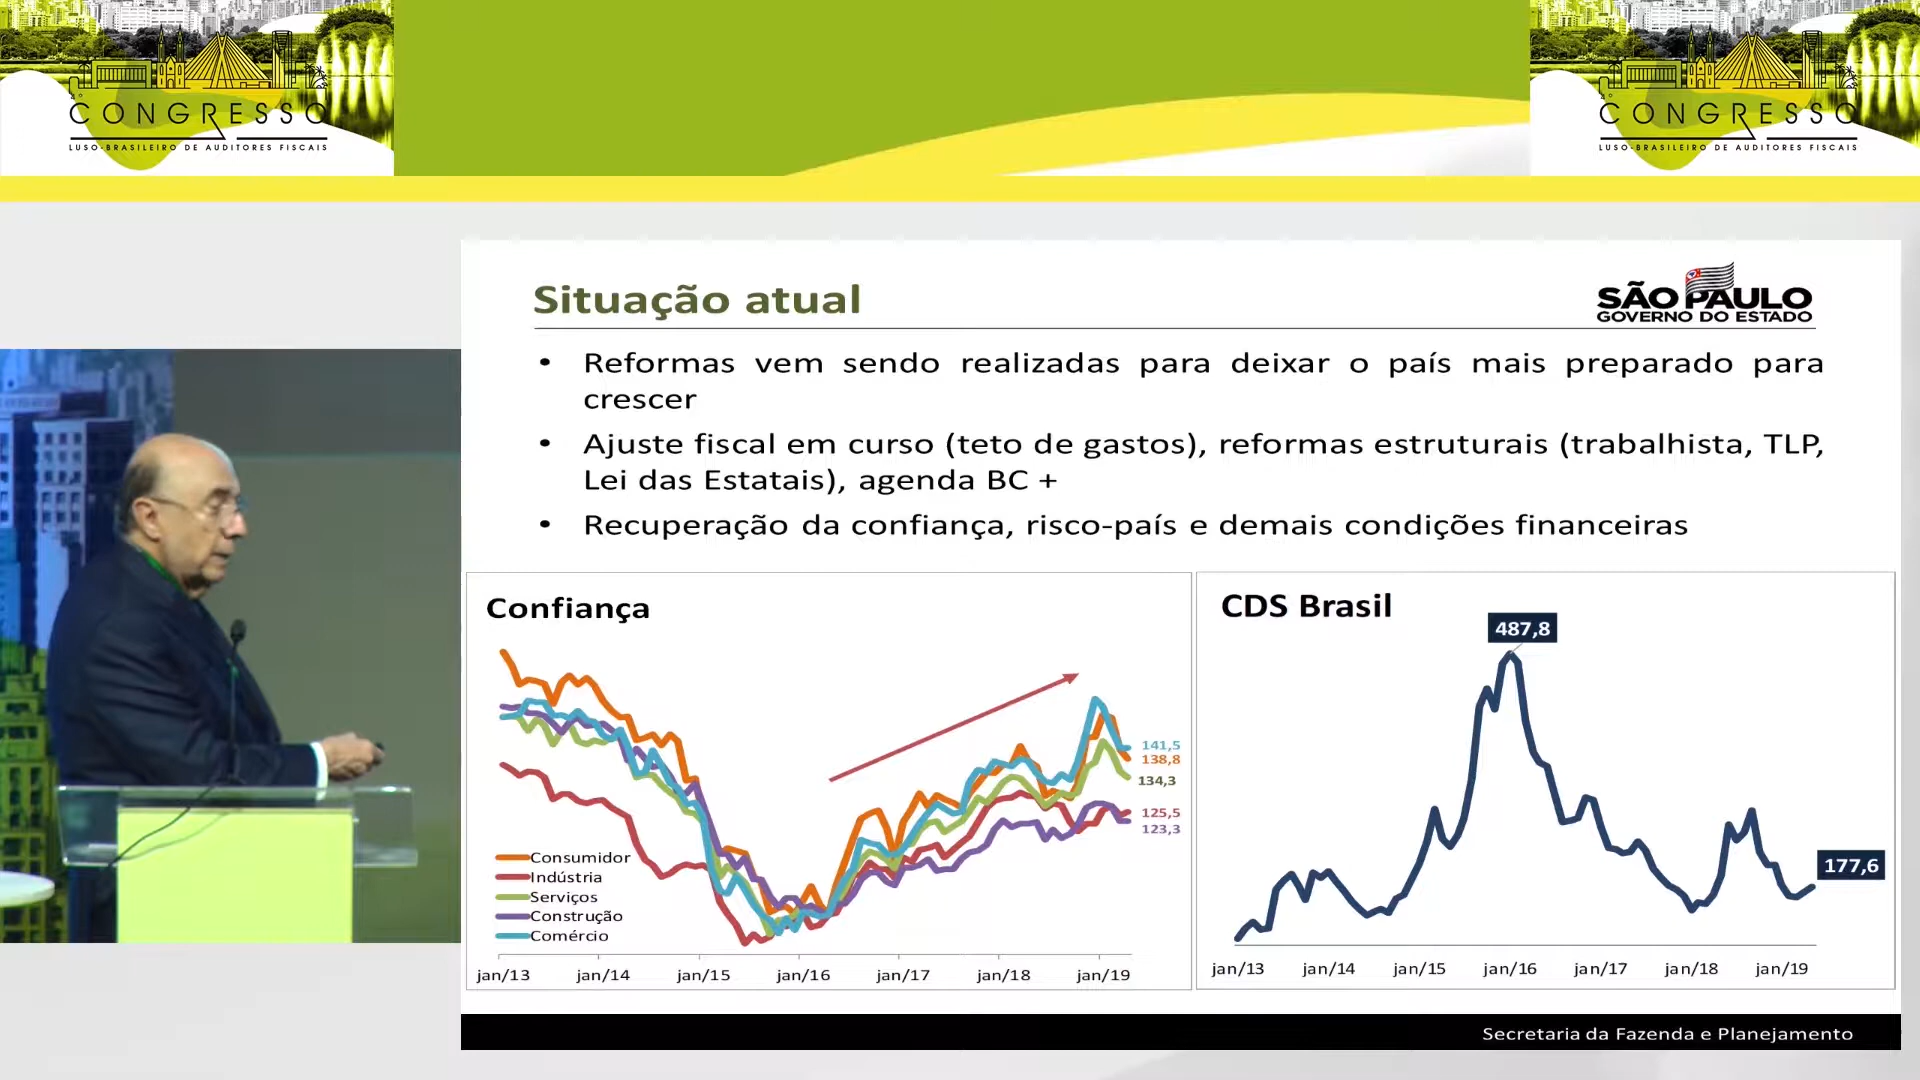 4º
CONGRESSO
LUSO-BRASILEIRO DE AUDITORES FISCAIS
4º
CONGRESSO
LUSO-BRASILEIRO DE AUDITORES FISCAIS
Situação atual
SÃO PAULO
GOVERNO DO ESTADO
• Reformas vem sendo realizadas para deixar o país mais preparado para
crescer
• Ajuste fiscal em curso (teto de gastos), reformas estruturais (trabalhista, TLP,
Lei das Estatais), agenda BC +
• Recuperação da confiança, risco-país e demais condições financeiras
Confiança
141,5
138,8
134,3
125,5
123,3
Consumidor
Indústria
Serviços
Construção
Comércio
jan/13 jan/14 jan/15 jan/16 jan/17 jan/18 jan/19
CDS Brasil
487,8
177,6
jan/13 jan/14 jan/15 jan/16 jan/17 jan/18 jan/19
Secretaria da Fazenda e Planejamento